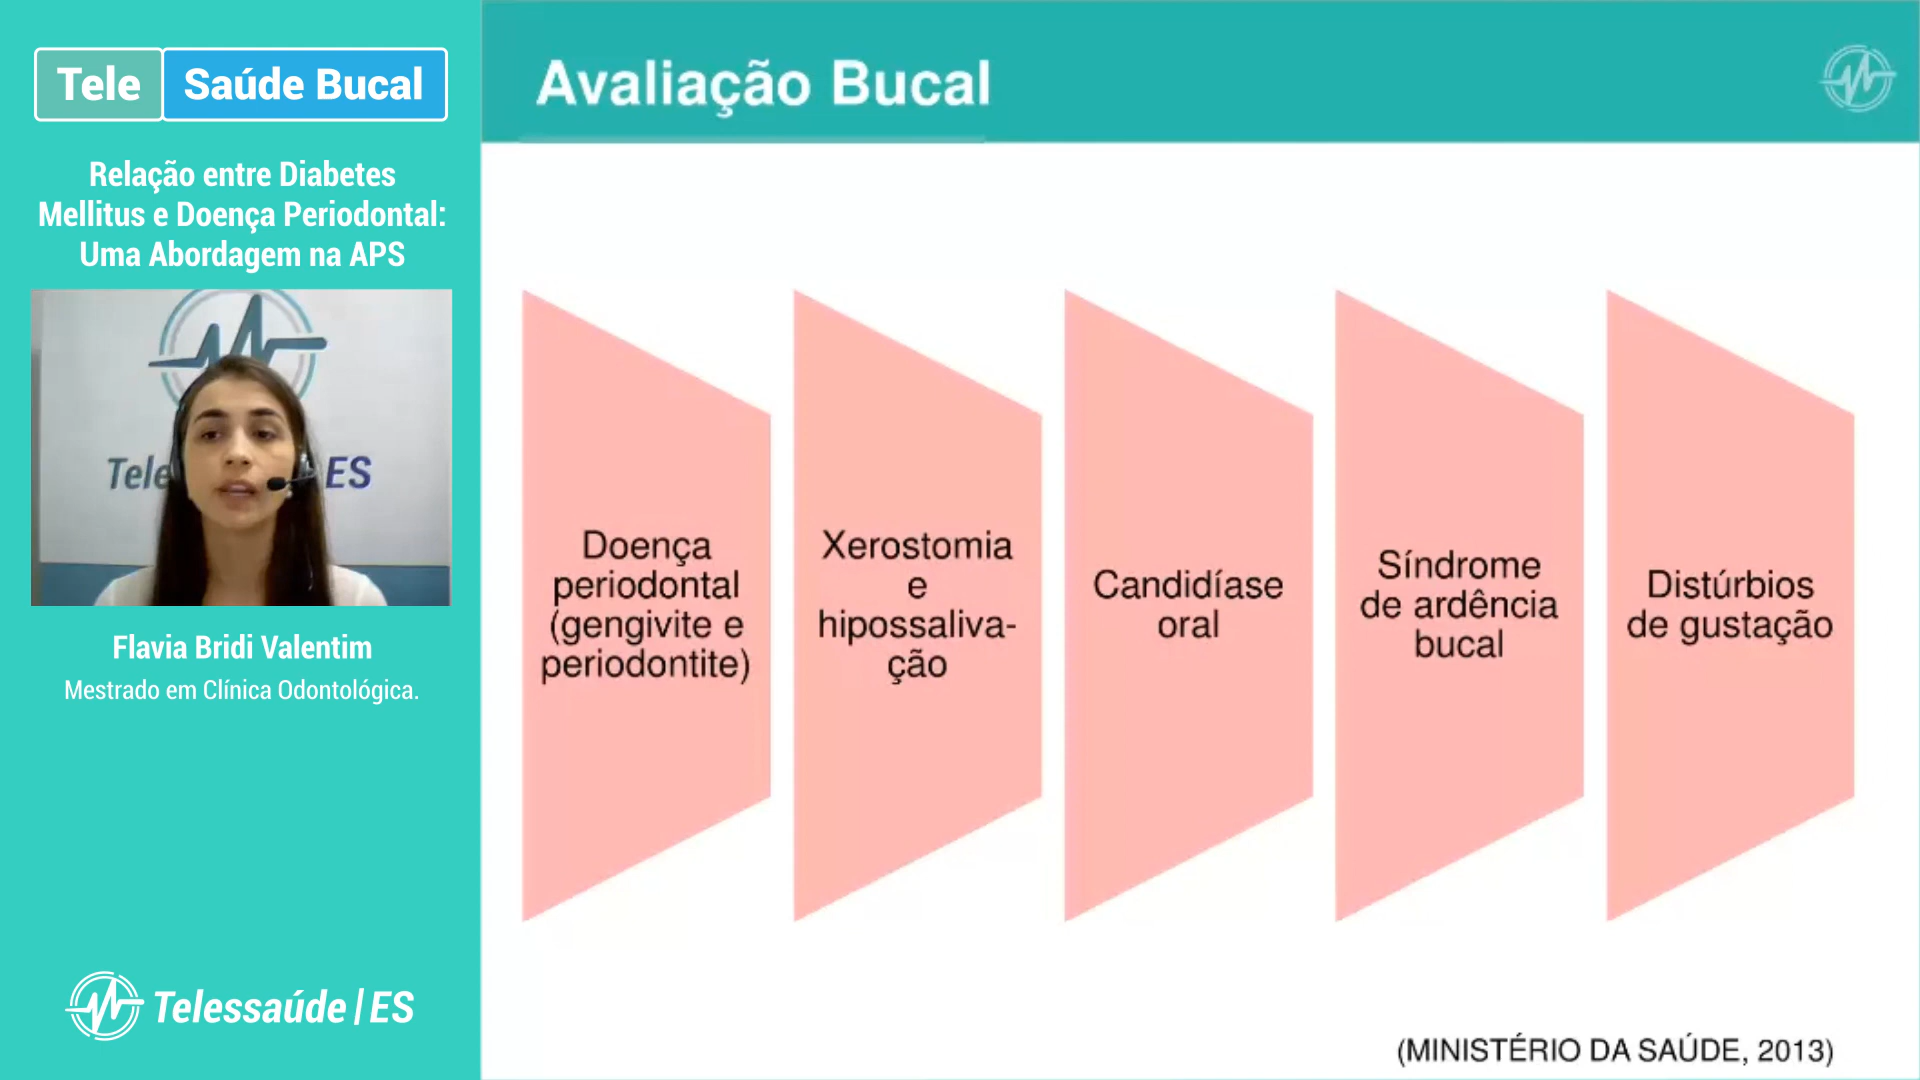 Tele Saúde Bucal
Relação entre Diabetes
Mellitus e Doença Periodontal:
Uma Abordagem na APS
Tele ES
Flavia Bridi Valentim
Mestrado em Clínica Odontológica.
Telessaúde|ES
Avaliação Bucal
Doença
periodontal
(gengivite e
periodontite)
Xerostomia
e
hipossaliva-
ção
Candidíase
oral
Síndrome
de ardência
bucal
Distúrbios
de gustação
(MINISTÉRIO DA SAÚDE, 2013)